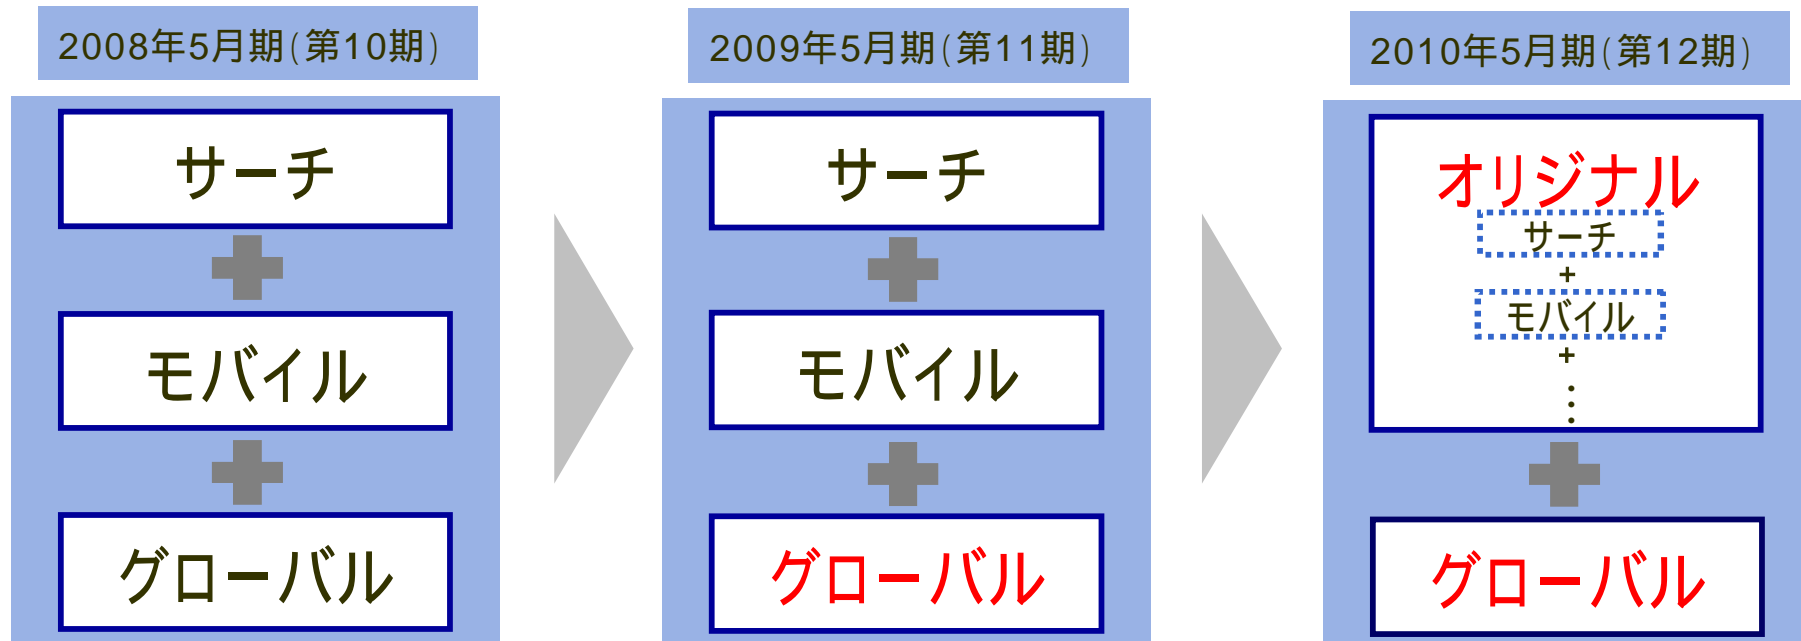 2008年5月期(第10期)
サーチ
モバイル
グローバル
2009年5月期(第11期)
サーチ
モバイル
グローバル
2010年5月期(第12期)
オリジナル
サーチ
+
モバイル
+
⋮
グローバル